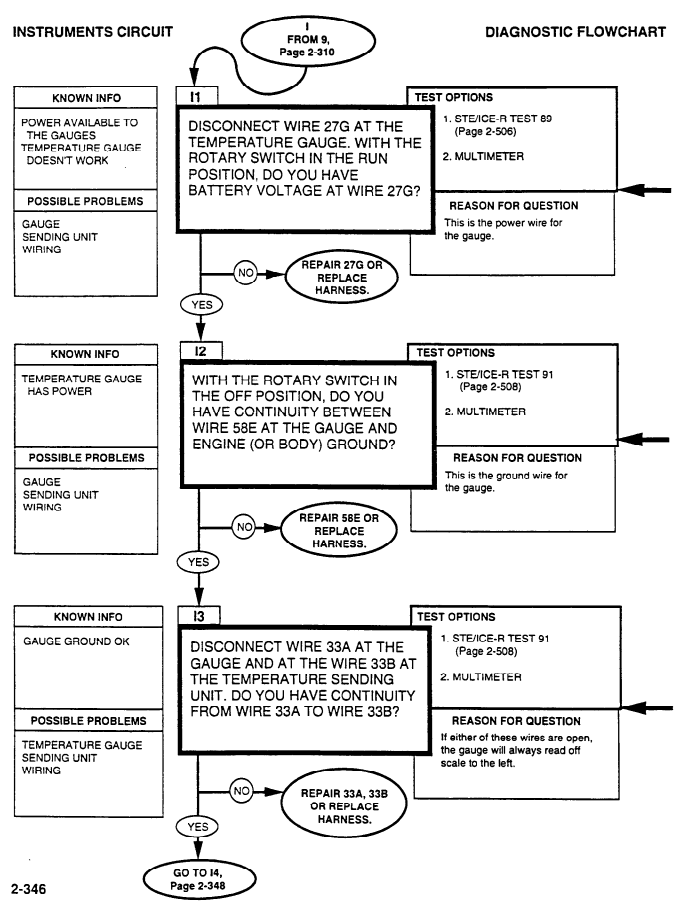 INSTRUMENTS CIRCUIT
I
FROM 9,
Page 2-310
DIAGNOSTIC FLOWCHART
KNOWN INFO
POWER AVAILABLE TO
THE GAUGES
TEMPERATURE GAUGE
DOESN'T WORK
POSSIBLE PROBLEMS
GAUGE
SENDING UNIT
WIRING
I1
DISCONNECT WIRE 27G AT THE
TEMPERATURE GAUGE. WITH THE
ROTARY SWITCH IN THE RUN
POSITION, DO YOU HAVE
BATTERY VOLTAGE AT WIRE 27G?
TEST OPTIONS
1. STE/ICE-R TEST 89
(Page 2-506)
2. MULTIMETER
REASON FOR QUESTION
This is the power wire for
the gauge.
NO
REPAIR 27G OR
REPLACE
HARNESS.
YES
KNOWN INFO
TEMPERATURE GAUGE
HAS POWER
POSSIBLE PROBLEMS
GAUGE
SENDING UNIT
WIRING
I2
WITH THE ROTARY SWITCH IN
THE OFF POSITION, DO YOU
HAVE CONTINUITY BETWEEN
WIRE 58E AT THE GAUGE AND
ENGINE (OR BODY) GROUND?
TEST OPTIONS
1. STE/ICE-R TEST 91
(Page 2-508)
2. MULTIMETER
REASON FOR QUESTION
This is the ground wire for
the gauge.
NO
REPAIR 58E OR
REPLACE
HARNESS.
YES
KNOWN INFO
GAUGE GROUND OK
POSSIBLE PROBLEMS
TEMPERATURE GAUGE
SENDING UNIT
WIRING
I3
DISCONNECT WIRE 33A AT THE
GAUGE AND AT THE WIRE 33B AT
THE TEMPERATURE SENDING
UNIT. DO YOU HAVE CONTINUITY
FROM WIRE 33A TO WIRE 33B?
TEST OPTIONS
1. STE/ICE-R TEST 91
(Page 2-508)
2. MULTIMETER
REASON FOR QUESTION
If either of these wires are open,
the gauge will always read off
scale to the left.
NO
REPAIR 33A, 33B
OR REPLACE
HARNESS.
YES
GO TO I4,
Page 2-348
2-346